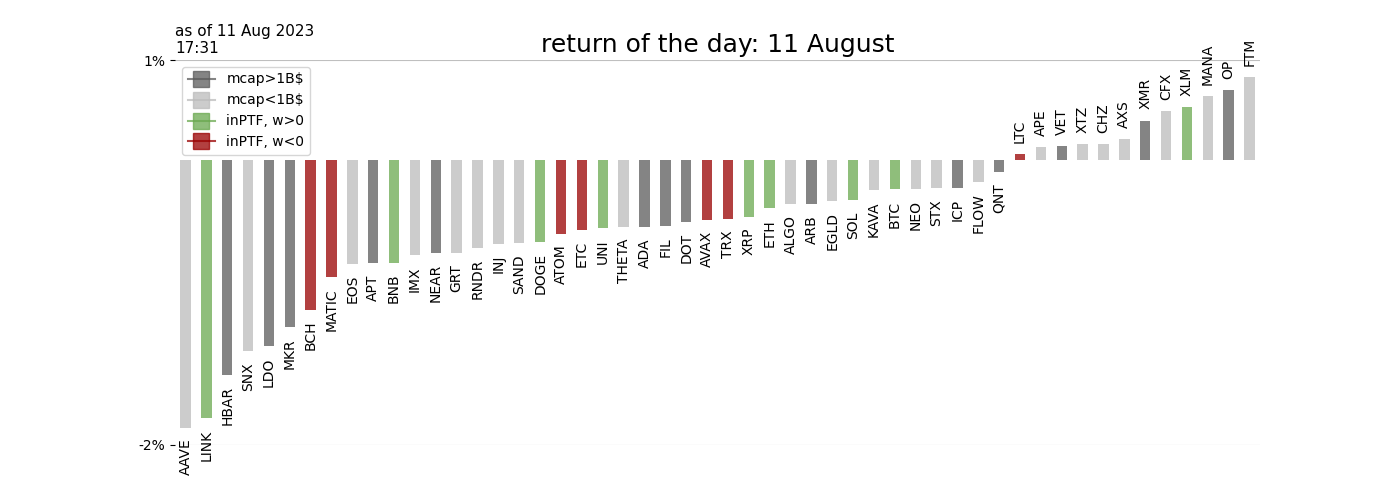 as of 11 Aug 2023
17:31
return of the day: 11 August
1%
mcap>1B$
mcap<1B$
inPTF, w>0
inPTF, w<0
-2%
AAVE
LINK
HBAR
SNX
LDO
MKR
BCH
MATIC
EOS
APT
BNB
IMX
NEAR
GRT
RNDR
INJ
SAND
DOGE
ATOM
ETC
UNI
THETA
ADA
FIL
DOT
AVAX
TRX
XRP
ETH
ALGO
ARB
EGLD
SOL
KAVA
BTC
NEO
STX
ICP
FLOW
QNT
LTC
APE
VET
XTZ
CHZ
AXS
XMR
CFX
XLM
MANA
OP
FTM